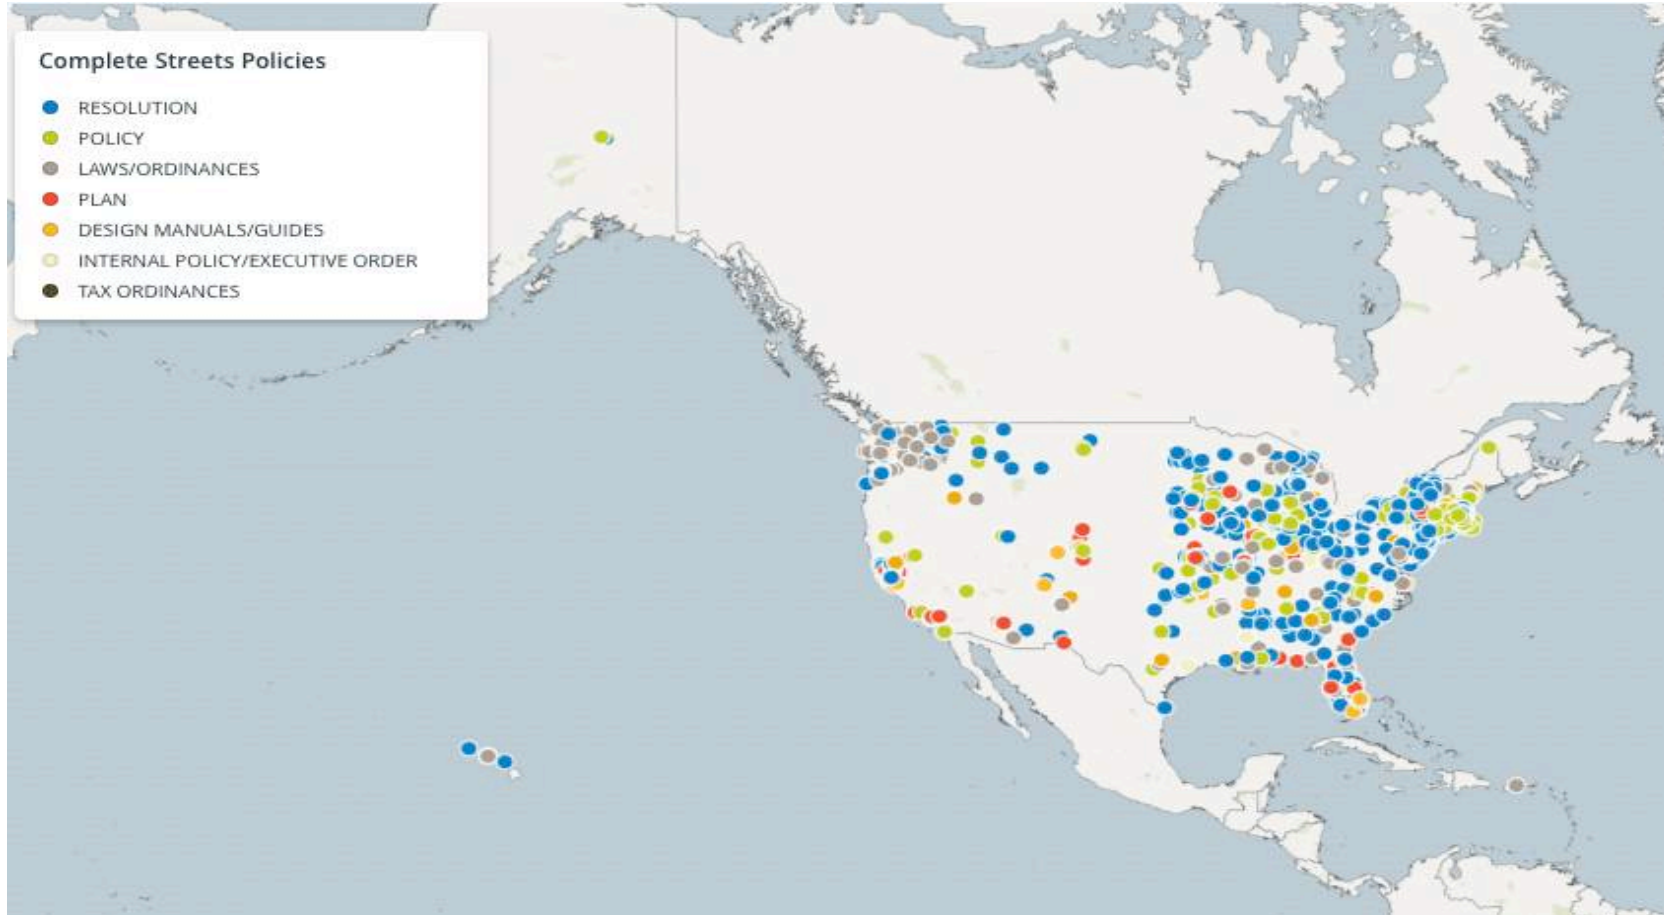 Complete Streets Policies
RESOLUTION
POLICY
LAWS/ORDINANCES
PLAN
DESIGN MANUALS/GUIDES
INTERNAL POLICY/EXECUTIVE ORDER
TAX ORDINANCES